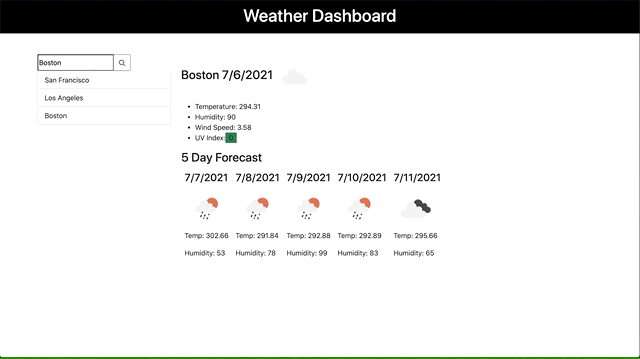 Weather Dashboard
Boston
San Francisco
Los Angeles
Boston
Boston 7/6/2021
Temperature: 294.31
Humidity: 90
Wind Speed: 3.58
UV Index: 0
5 Day Forecast
7/7/2021 7/8/2021 7/9/2021 7/10/2021 7/11/2021
Temp: 302.66 Temp: 291.84 Temp: 292.88 Temp: 292.89 Temp: 295.66
Humidity: 53 Humidity: 78 Humidity: 99 Humidity: 83 Humidity: 65